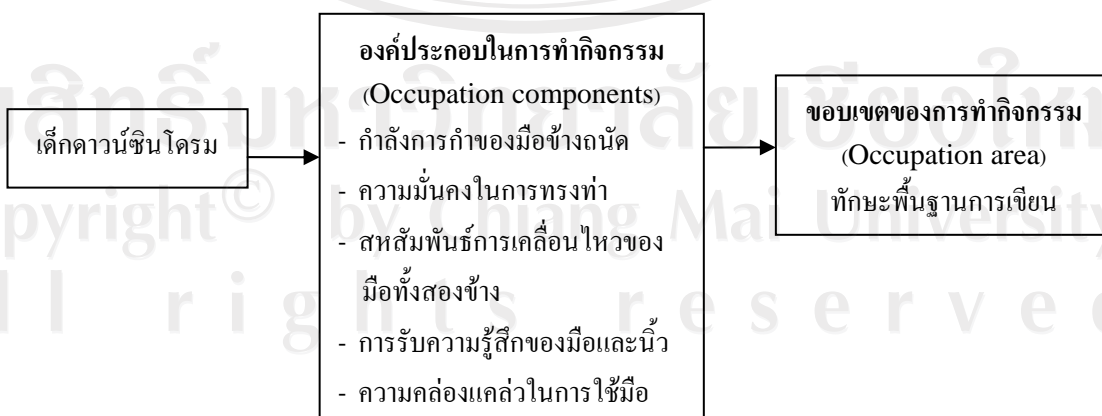 เด็กดาวน์ซินโดรม
องค์ประกอบในการทำกิจกรรม
(Occupation components)
- กำลังการกำของมือข้างถนัด
- ความมั่นคงในการทรงท่า
- สหสัมพันธ์การเคลื่อนไหวของ
มือทั้งสองข้าง
- การรับความรู้สึกของมือและนิ้ว
- ความคล่องแคล่วในการใช้มือ
ขอบเขตของการทำกิจกรรม
(Occupation area)
ทักษะพื้นฐานการเขียน
opyright© by Chiang Mai University
ll rights reserve